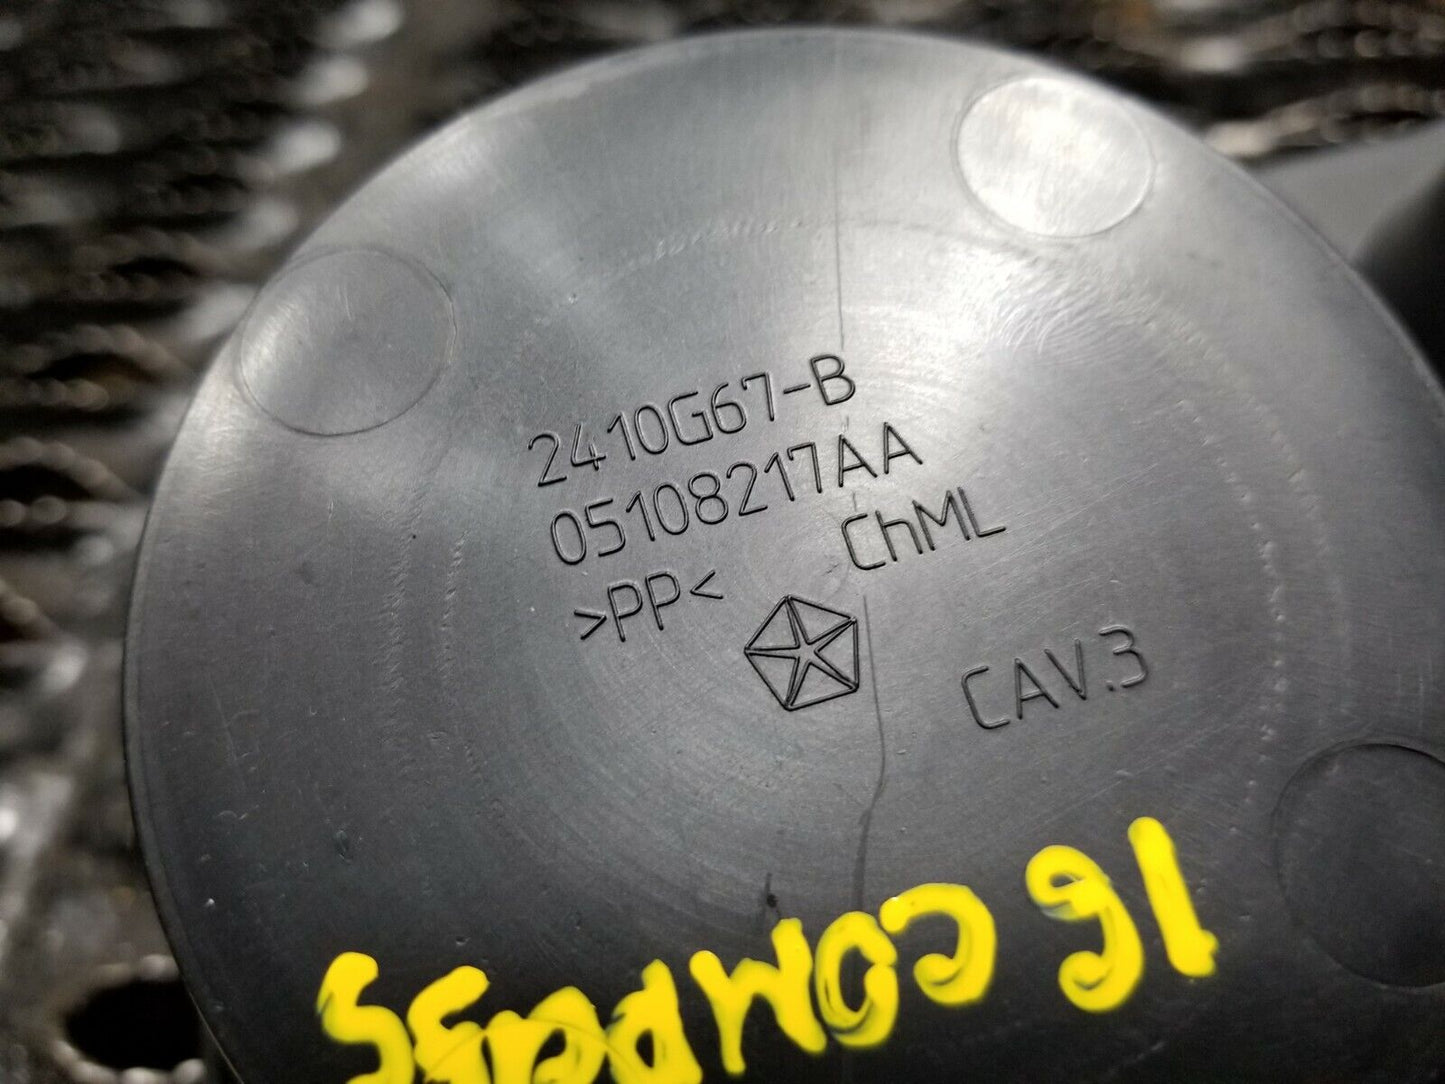 2410G67-B
05108217AA
>PP< ChML
CAV.3
16 COMPASS